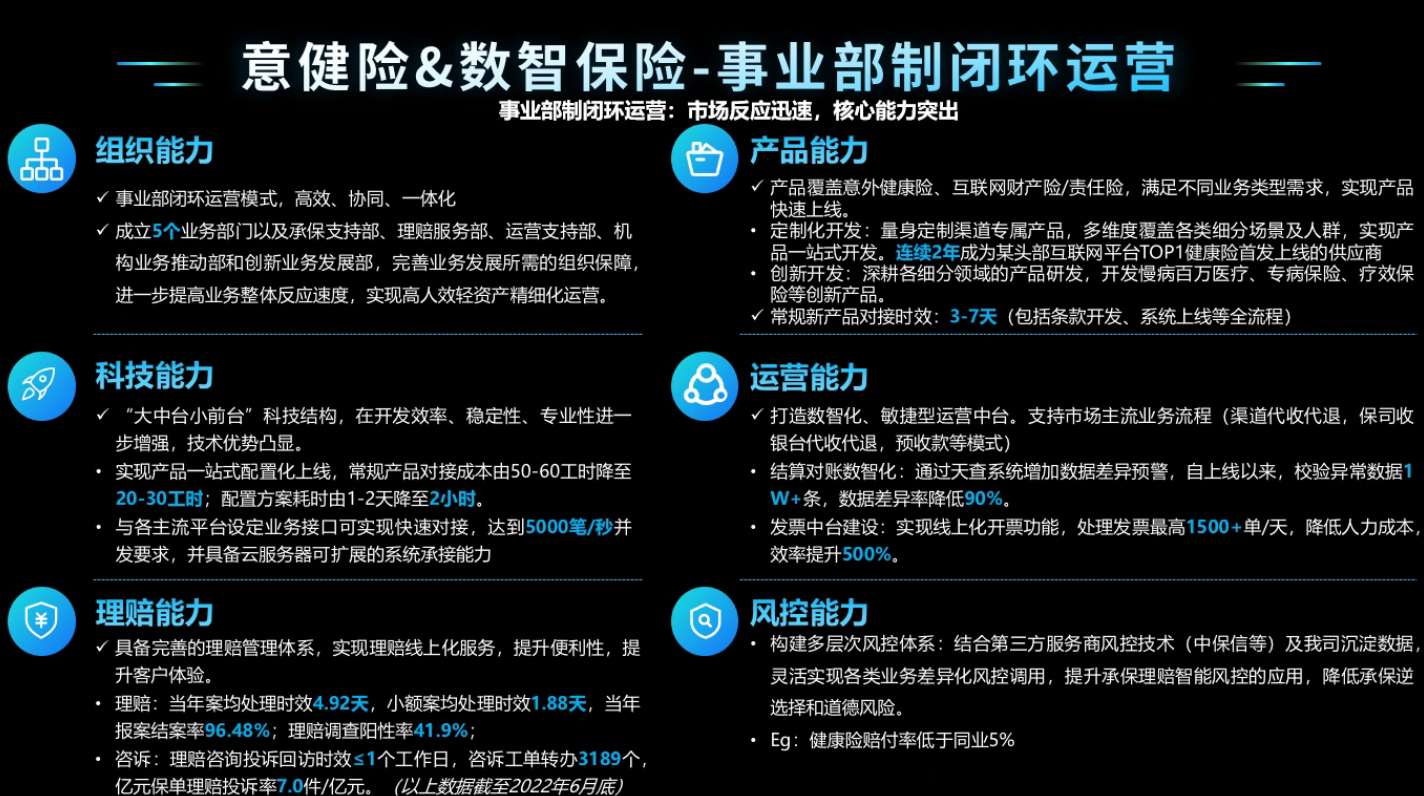 意健险&数智保险-事业部制闭环运营
事业部制闭环运营：市场反应迅速，核心能力突出
组织能力
✓ 事业部闭环运营模式，高效、协同、一体化
✓ 成立5个业务部门以及承保支持部、理赔服务部、运营支持部、机
构业务推动部和创新业务发展部，完善业务发展所需的组织保障，
进一步提高业务整体反应速度，实现高人效轻资产精细化运营。
产品能力
✓ 产品覆盖意外健康险、互联网财产险/责任险，满足不同业务类型需求，实现产品
快速上线。
• 定制化开发：量身定制渠道专属产品，多维度覆盖各类细分场景及人群，实现产
品一站式开发。连续2年成为某头部互联网平台TOP1健康险首发上线的供应商
• 创新开发：深耕各细分领域的产品研发，开发慢病百万医疗、专病保险、疗效保
险等创新产品。
✓ 常规新产品对接时效：3-7天（包括条款开发、系统上线等全流程）
科技能力
✓ “大中台小前台”科技结构，在开发效率、稳定性、专业性进一
步增强，技术优势凸显。
• 实现产品一站式配置化上线，常规产品对接成本由50-60工时降至
20-30工时；配置方案耗时由1-2天降至2小时。
• 与各主流平台设定业务接口可实现快速对接，达到5000笔/秒并
发要求，并具备云服务器可扩展的系统承接能力
运营能力
✓ 打造数智化、敏捷型运营中台。支持市场主流业务流程（渠道代收代退，保司收
银台代收代退，预收款等模式）
• 结算对账数智化：通过天查系统增加数据差异预警，自上线以来，校验异常数据1
W+条，数据差异率降低90%。
• 发票中台建设：实现线上化开票功能，处理发票最高1500+单/天，降低人力成本，
效率提升500%。
理赔能力
✓ 具备完善的理赔管理体系，实现理赔线上化服务，提升便利性，提
升客户体验。
• 理赔：当年案均处理时效4.92天，小额案均处理时效1.88天，当年
报案结案率96.48%；理赔调查阳性率41.9%；
• 咨诉：理赔咨询投诉回访时效≤1个工作日，咨诉工单转办3189个，
亿元保单理赔投诉率7.0件/亿元。（以上数据截至2022年6月底）
风控能力
• 构建多层次风控体系：结合第三方服务商风控技术（中保信等）及我司沉淀数据，
灵活实现各类业务差异化风控调用，提升承保理赔智能风控的应用，降低承保逆
选择和道德风险。
• Eg：健康险赔付率低于同业5%